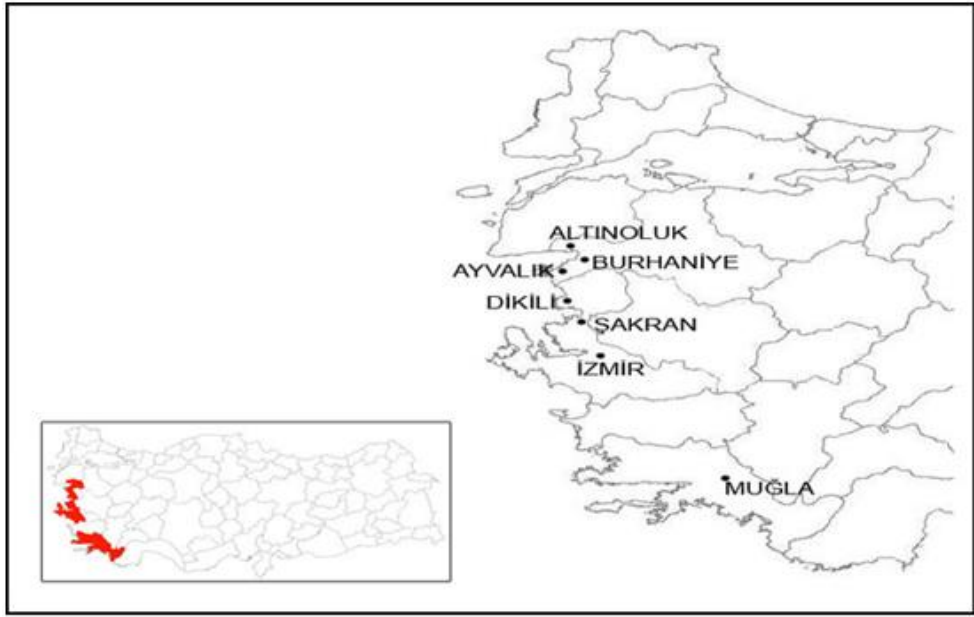 ALTINOLUK
BURHANİYE
AYVALIK
DİKİLİ
ŞAKRAN
İZMİR
MUĞLA